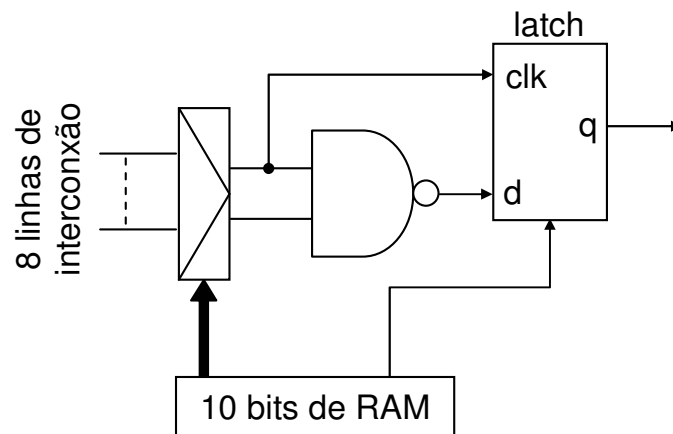 latch
clk
q
d
8 linhas de
interconxão
10 bits de RAM